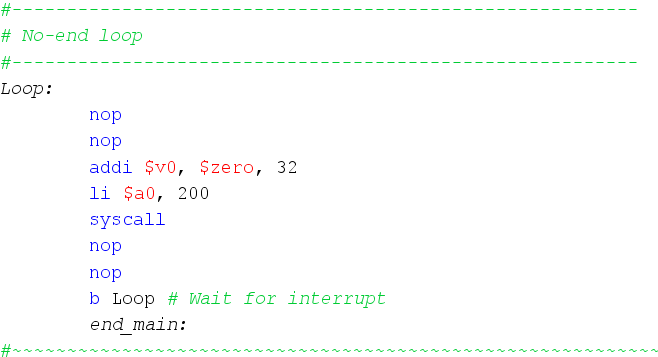 #---------------------------------------------------------
# No-end loop
#---------------------------------------------------------
Loop:
nop
nop
addi $v0, $zero, 32
li $a0, 200
syscall
nop
nop
b Loop # Wait for interrupt
end_main:
#~~~~~~~~~~~~~~~~~~~~~~~~~~~~~~~~~~~~~~~~~~~~~~~~~~~~~~~~~~~